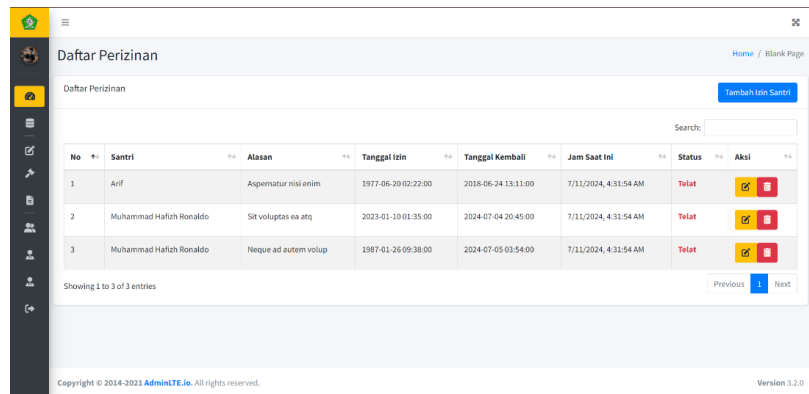 Daftar Perizinan
Home / Blank Page
Daftar Perizinan
Tambah Izin Santri
Search:
No Santri Alasan Tanggal Izin Tanggal Kembali Jam Saat Ini Status Aksi
1 Arif Aspernatur nisi enim 1977-06-20 02:22:00 2018-06-24 13:11:00 7/11/2024, 4:31:54 AM Telat
2 Muhammad Hafizh Ronaldo Sit voluptas ea atq 2023-01-10 01:35:00 2024-07-04 20:45:00 7/11/2024, 4:31:54 AM Telat
3 Muhammad Hafizh Ronaldo Neque ad autem volup 1987-01-26 09:38:00 2024-07-05 03:54:00 7/11/2024, 4:31:54 AM Telat
Showing 1 to 3 of 3 entries
Previous 1 Next
Copyright © 2014-2021 AdminLTE.io. All rights reserved.
Version 3.2.0